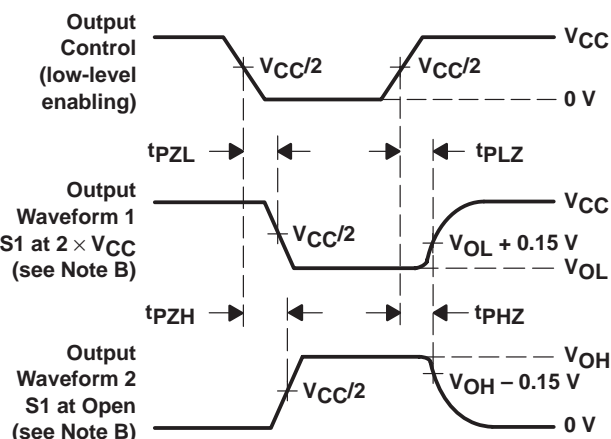 Output
Control
(low-level
enabling)
VCC/2
VCC/2
VCC
0 V
tPZL
tPLZ
Output
Waveform 1
S1 at 2 × VCC
(see Note B)
VCC/2
VCC
VOL + 0.15 V
VOL
tPZH
tPHZ
Output
Waveform 2
S1 at Open
(see Note B)
VCC/2
VOH
VOH – 0.15 V
0 V